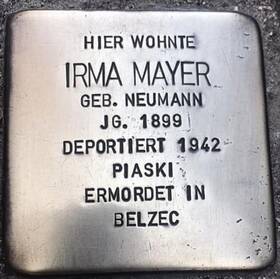 HIER WOHNTE
IRMA MAYER
GEB. NEUMANN
JG. 1899
DEPORTIERT 1942
PIASKI
ERMORDET IN
BELZEC